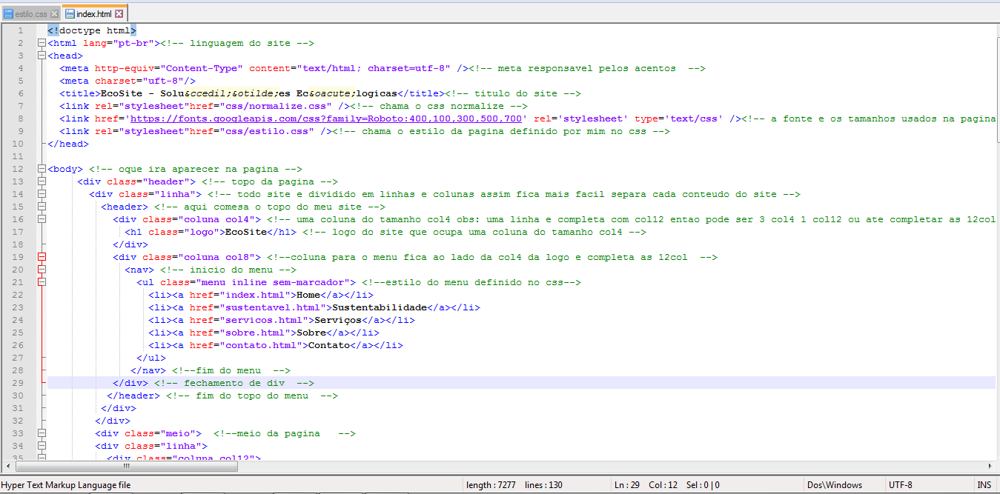 estilo.css index.html
1 <!doctype html>
2 <html lang="pt-br"><!-- linguagem do site -->
3 <head>
4 <meta http-equiv="Content-Type" content="text/html; charset=utf-8" /><!-- meta responsavel pelos acentos -->
5 <meta charset="uft-8"/>
6 <title>EcoSite - Solu&ccedil;&otilde;es Ec&oacute;logicas</title><!-- titulo do site -->
7 <link rel="stylesheet"href="css/normalize.css" /><!-- chama o css normalize -->
8 <link href='https://fonts.googleapis.com/css?family=Roboto:400,100,300,500,700' rel='stylesheet' type='text/css' /><!-- a fonte e os tamanhos usados na pagina
9 <link rel="stylesheet"href="css/estilo.css" /><!-- chama o estilo da pagina definido por mim no css -->
10 </head>
11
12 <body> <!-- oque ira aparecer na pagina -->
13 <div class="header"> <!-- topo da pagina -->
14 <div class="linha"> <!-- todo site e dividido em linhas e colunas assim fica mais facil separa cada conteudo do site -->
15 <header> <!-- aqui comesa o topo do meu site -->
16 <div class="coluna col4"> <!-- uma coluna do tamanho col4 obs: uma linha e completa com col12 entao pode ser 3 col4 1 col12 ou ate completar as 12col
17 <h1 class="logo">EcoSite</h1> <!-- logo do site que ocupa uma coluna do tamanho col4 -->
18 </div>
19 <div class="coluna col8"> <!--coluna para o menu fica ao lado da col4 da logo e completa as 12col -->
20 <nav> <!-- inicio do menu -->
21 <ul class="menu inline sem-marcador"> <!--estilo do menu definido no css-->
22 <li><a href="index.html">Home</a></li>
23 <li><a href="sustentavel.html">Sustentabilidade</a></li>
24 <li><a href="servicos.html">Serviços</a></li>
25 <li><a href="sobre.html">Sobre</a></li>
26 <li><a href="contato.html">Contato</a></li>
27 </ul>
28 </nav> <!--fim do menu -->
29 </div> <!-- fechamento de div -->
30 </header> <!-- fim do topo do menu -->
31 </div>
32 </div>
33 <div class="meio"> <!--meio da pagina -->
34 <div class="linha">
35 <div class="coluna col12">
Hyper Text Markup Language file length : 7277 lines : 130 Ln : 29 Col : 12 Sel : 0 | 0 Dos\Windows UTF-8 INS